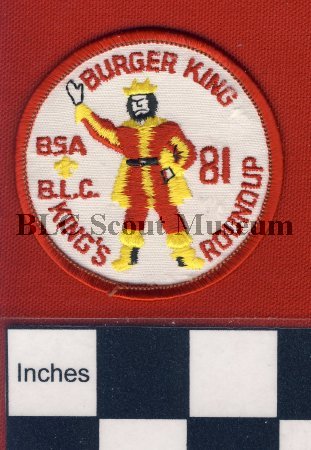 BURGER KING
BSA
81
B.L.C.
KING'S ROUNDUP
BLC Scout Museum
Inches